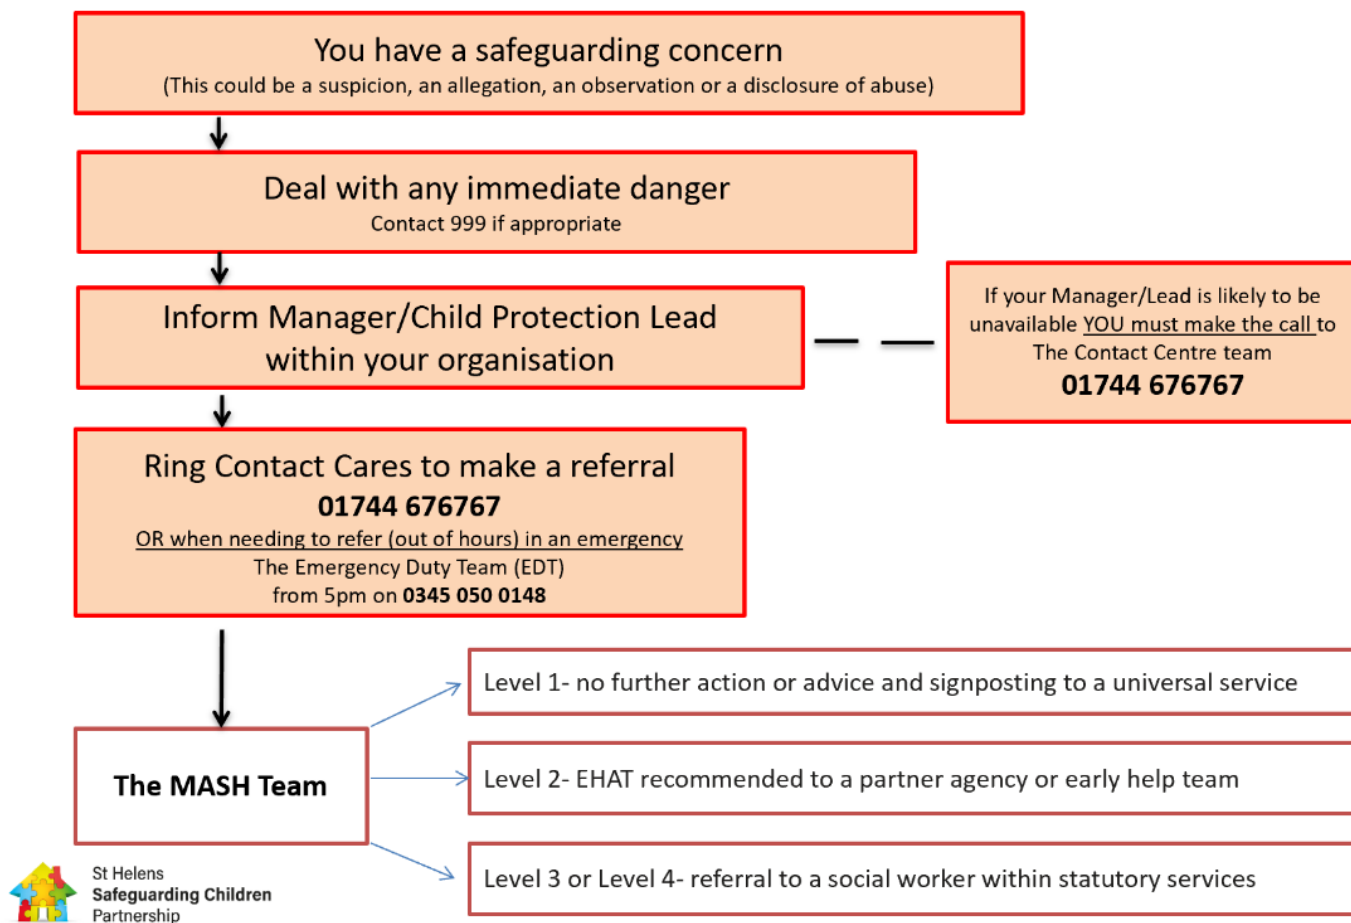 You have a safeguarding concern
(This could be a suspicion, an allegation, an observation or a disclosure of abuse)
Deal with any immediate danger
Contact 999 if appropriate
Inform Manager/Child Protection Lead
within your organisation
If your Manager/Lead is likely to be
unavailable YOU must make the call to
The Contact Centre team
01744 676767
Ring Contact Cares to make a referral
01744 676767
OR when needing to refer (out of hours) in an emergency
The Emergency Duty Team (EDT)
from 5pm on 0345 050 0148
The MASH Team
Level 1- no further action or advice and signposting to a universal service
Level 2- EHAT recommended to a partner agency or early help team
Level 3 or Level 4- referral to a social worker within statutory services
St Helens
Safeguarding Children
Partnership